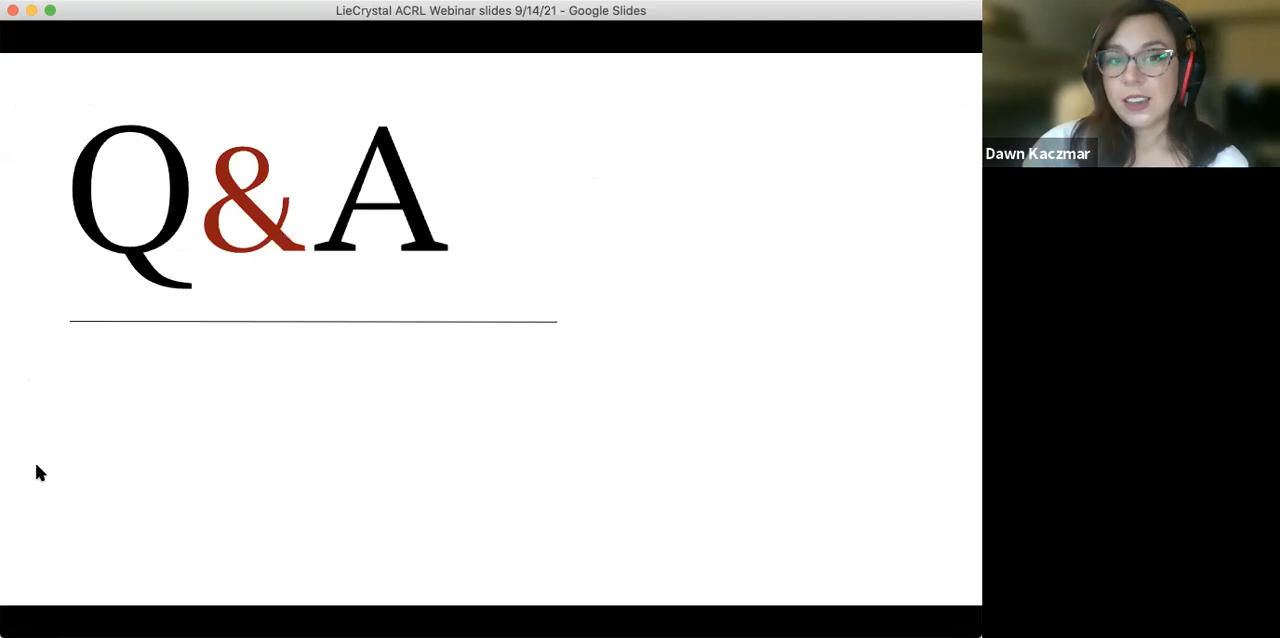 LieCrystal ACRL Webinar slides 9/14/21 - Google Slides
Q&A
Dawn Kaczmar